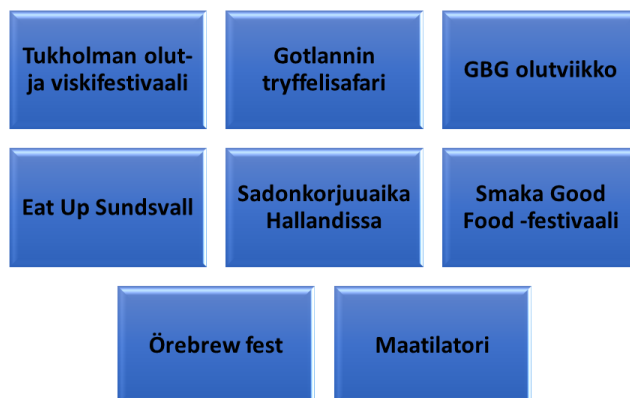 Tukholman olut-
ja viskifestivaali
Gotlannin
tryffelisafari
GBG olutviikko
Eat Up Sundsvall
Sadonkorjuuaika
Hallandissa
Smaka Good
Food -festivaali
Örebrew fest
Maatilatori